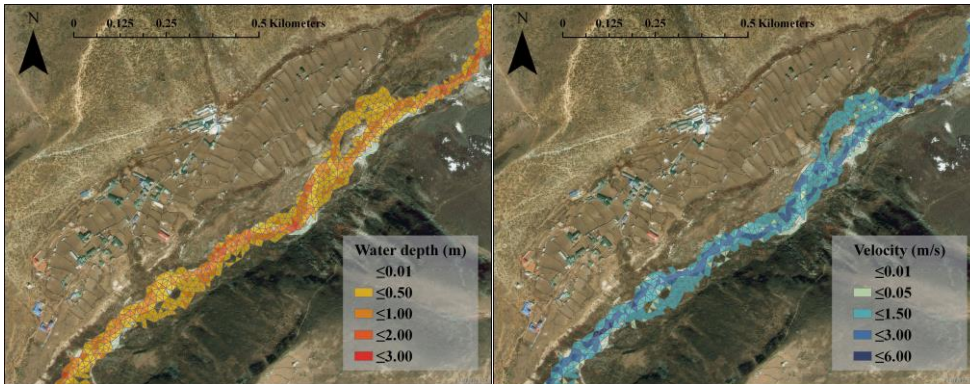 N
0 0.125 0.25 0.5 Kilometers
Water depth (m)
≤0.01
≤0.50
≤1.00
≤2.00
≤3.00
N
0 0.125 0.25 0.5 Kilometers
Velocity (m/s)
≤0.01
≤0.05
≤1.50
≤3.00
≤6.00